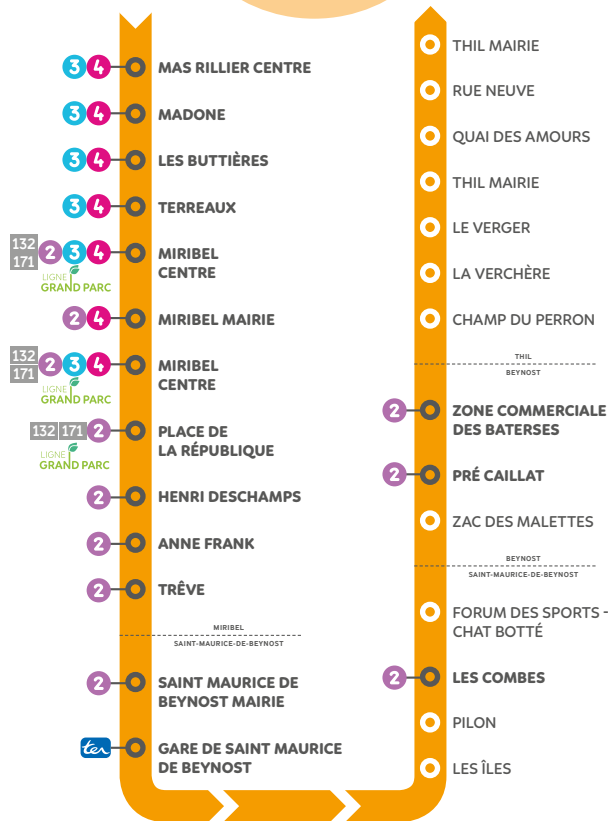 3 4 MAS RILLIER CENTRE
3 4 MADONE
3 4 LES BUTTIÈRES
3 4 TERREAUX
132
171
2 3 4 MIRIBEL
CENTRE
LIGNE
GRAND PARC
2 4 MIRIBEL MAIRIE
132
171
2 3 4 MIRIBEL
CENTRE
LIGNE
GRAND PARC
132 171 2 PLACE DE
LA RÉPUBLIQUE
LIGNE
GRAND PARC
2 HENRI DESCHAMPS
2 ANNE FRANK
2 TRÊVE
MIRIBEL
SAINT-MAURICE-DE-BEYNOST
2 SAINT MAURICE DE
BEYNOST MAIRIE
ter GARE DE SAINT MAURICE
DE BEYNOST
THIL MAIRIE
RUE NEUVE
QUAI DES AMOURS
THIL MAIRIE
LE VERGER
LA VERCHÈRE
CHAMP DU PERRON
THIL
BEYNOST
2 ZONE COMMERCIALE
DES BATERSES
2 PRÉ CAILLAT
ZAC DES MALETTES
BEYNOST
SAINT-MAURICE-DE-BEYNOST
FORUM DES SPORTS -
CHAT BOTTÉ
2 LES COMBES
PILON
LES ÎLES